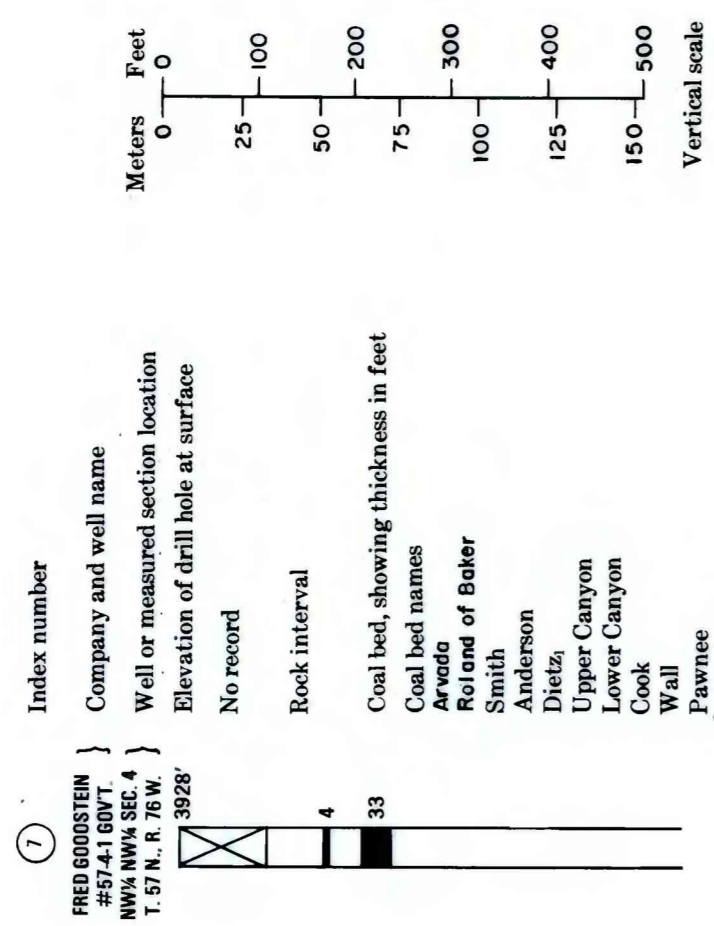 7
Index number
FRED GOODSTEIN
#57-4-1 GOV'T.
}
Company and well name
NW¼ NW¼ SEC. 4
T. 57 N., R. 76 W.
}
Well or measured section location
3928'
Elevation of drill hole at surface
No record
Rock interval
4
33
Coal bed, showing thickness in feet
Coal bed names
Arvada
Roland of Baker
Smith
Anderson
Dietz₁
Upper Canyon
Lower Canyon
Cook
Wall
Pawnee
Meters Feet
0 0
25
100
50
200
75
300
100
400
125
500
150
Vertical scale